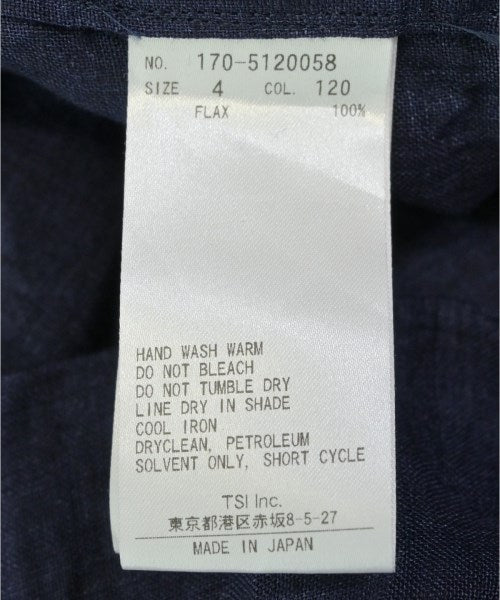 NO. 170-5120058
SIZE 4 COL. 120
FLAX 100%
HAND WASH WARM
DO NOT BLEACH
DO NOT TUMBLE DRY
LINE DRY IN SHADE
COOL IRON
DRYCLEAN, PETROLEUM
SOLVENT ONLY, SHORT CYCLE
TSI Inc.
東京都港区赤坂8-5-27
MADE IN JAPAN